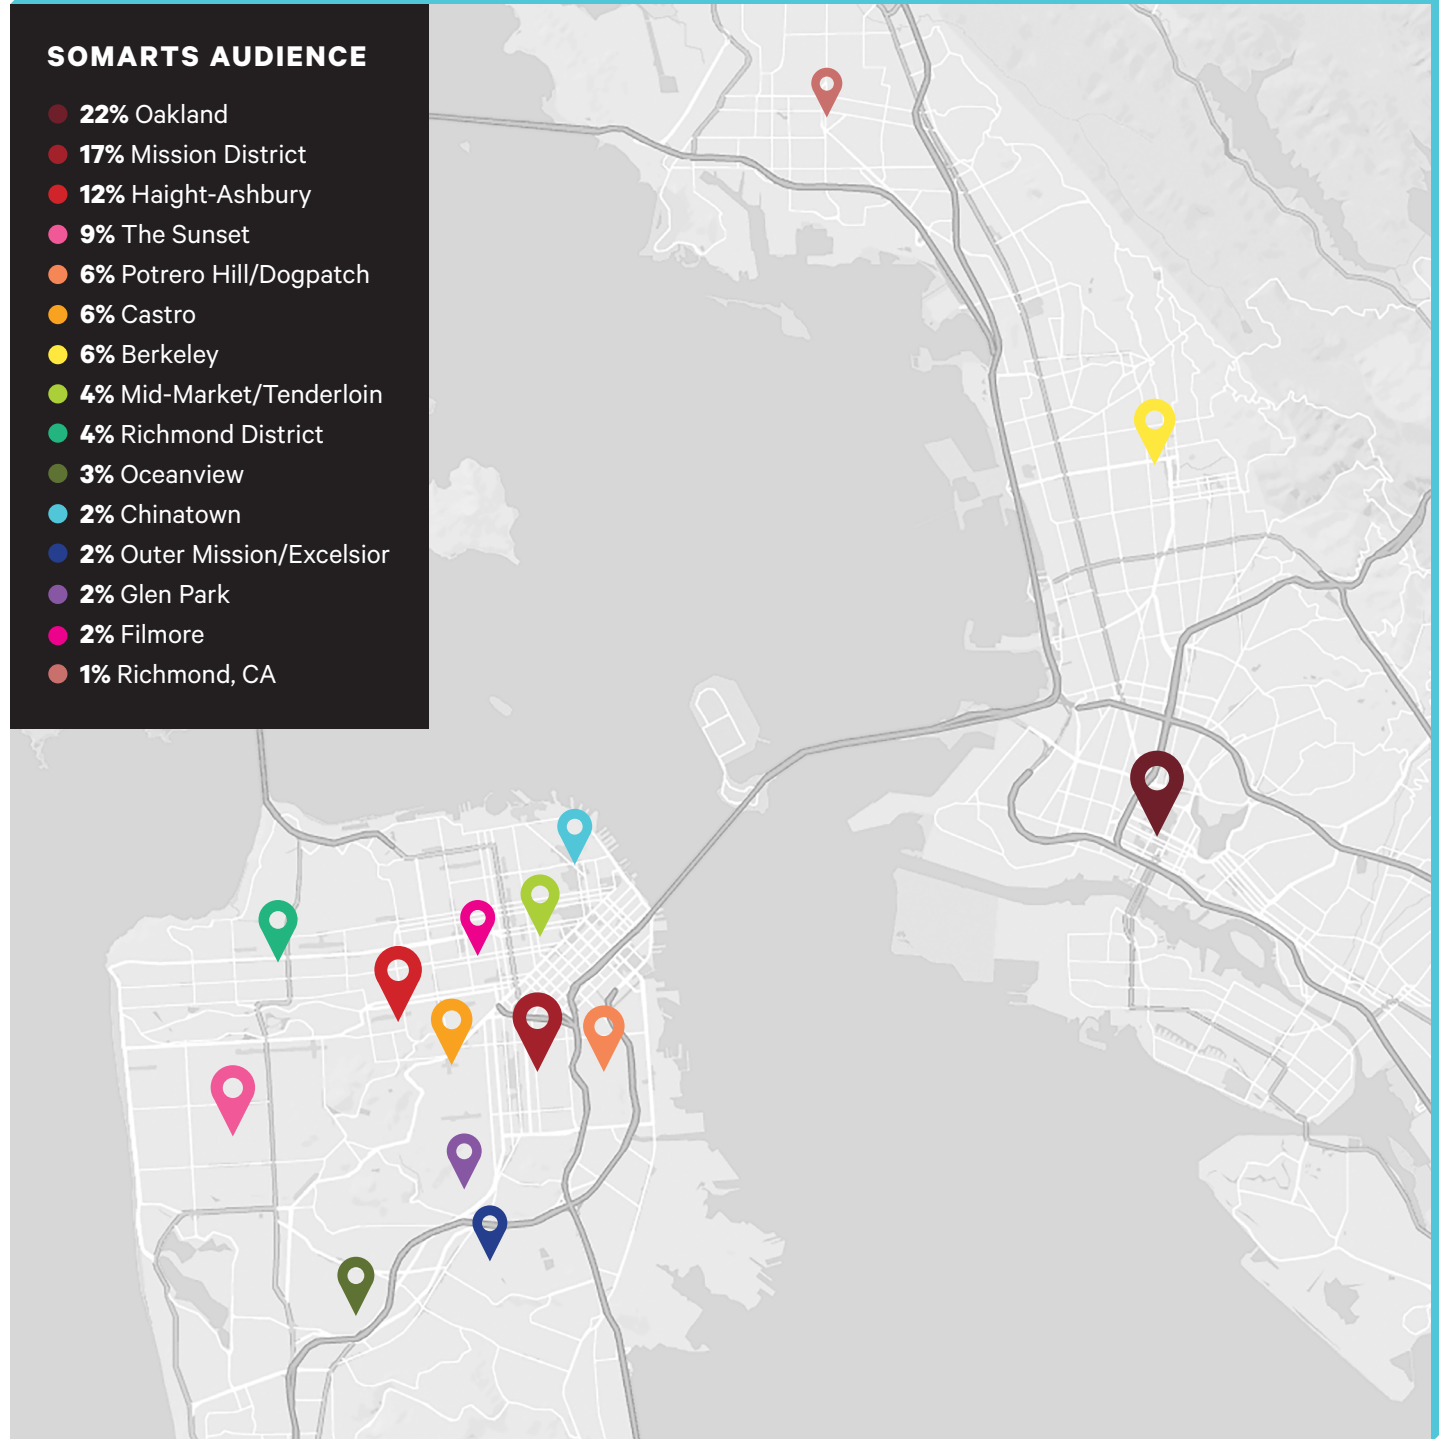 SOMARTS AUDIENCE
22% Oakland
17% Mission District
12% Haight-Ashbury
9% The Sunset
6% Potrero Hill/Dogpatch
6% Castro
6% Berkeley
4% Mid-Market/Tenderloin
4% Richmond District
3% Oceanview
2% Chinatown
2% Outer Mission/Excelsior
2% Glen Park
2% Filmore
1% Richmond, CA